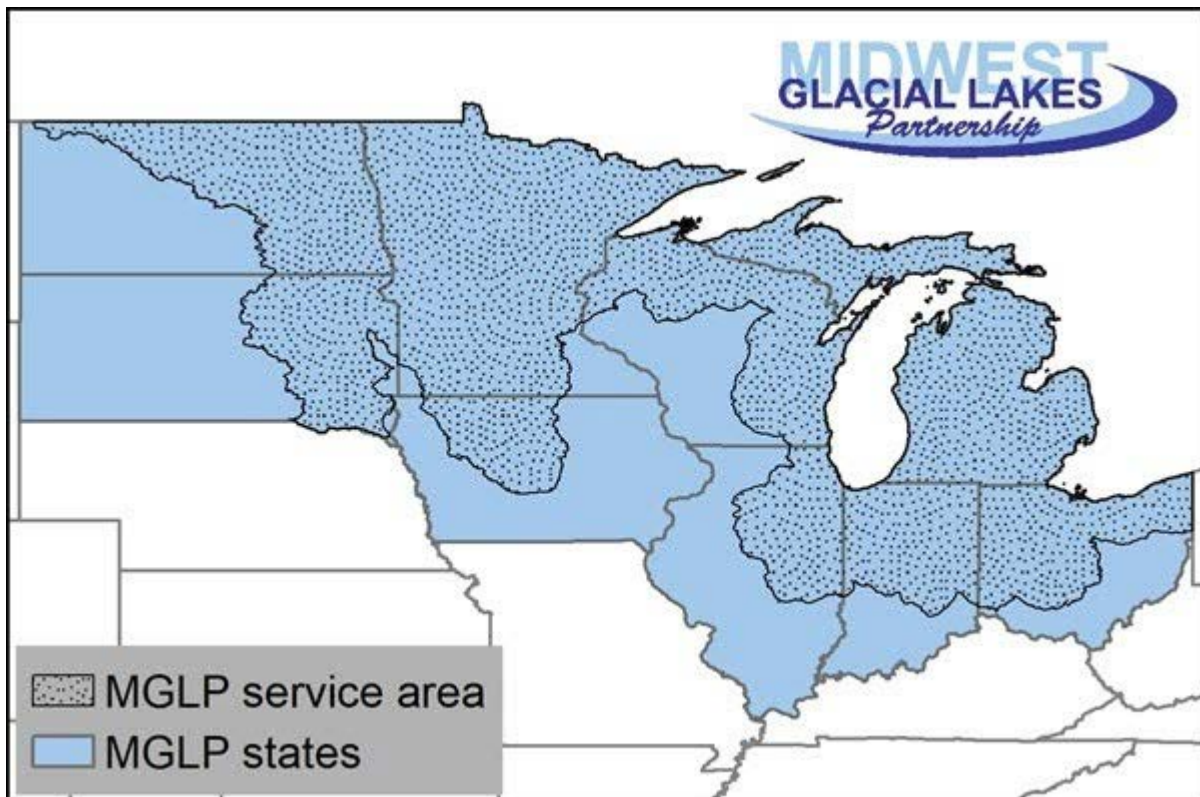 MIDWEST
GLACIAL LAKES
Partnership
MGLP service area
MGLP states